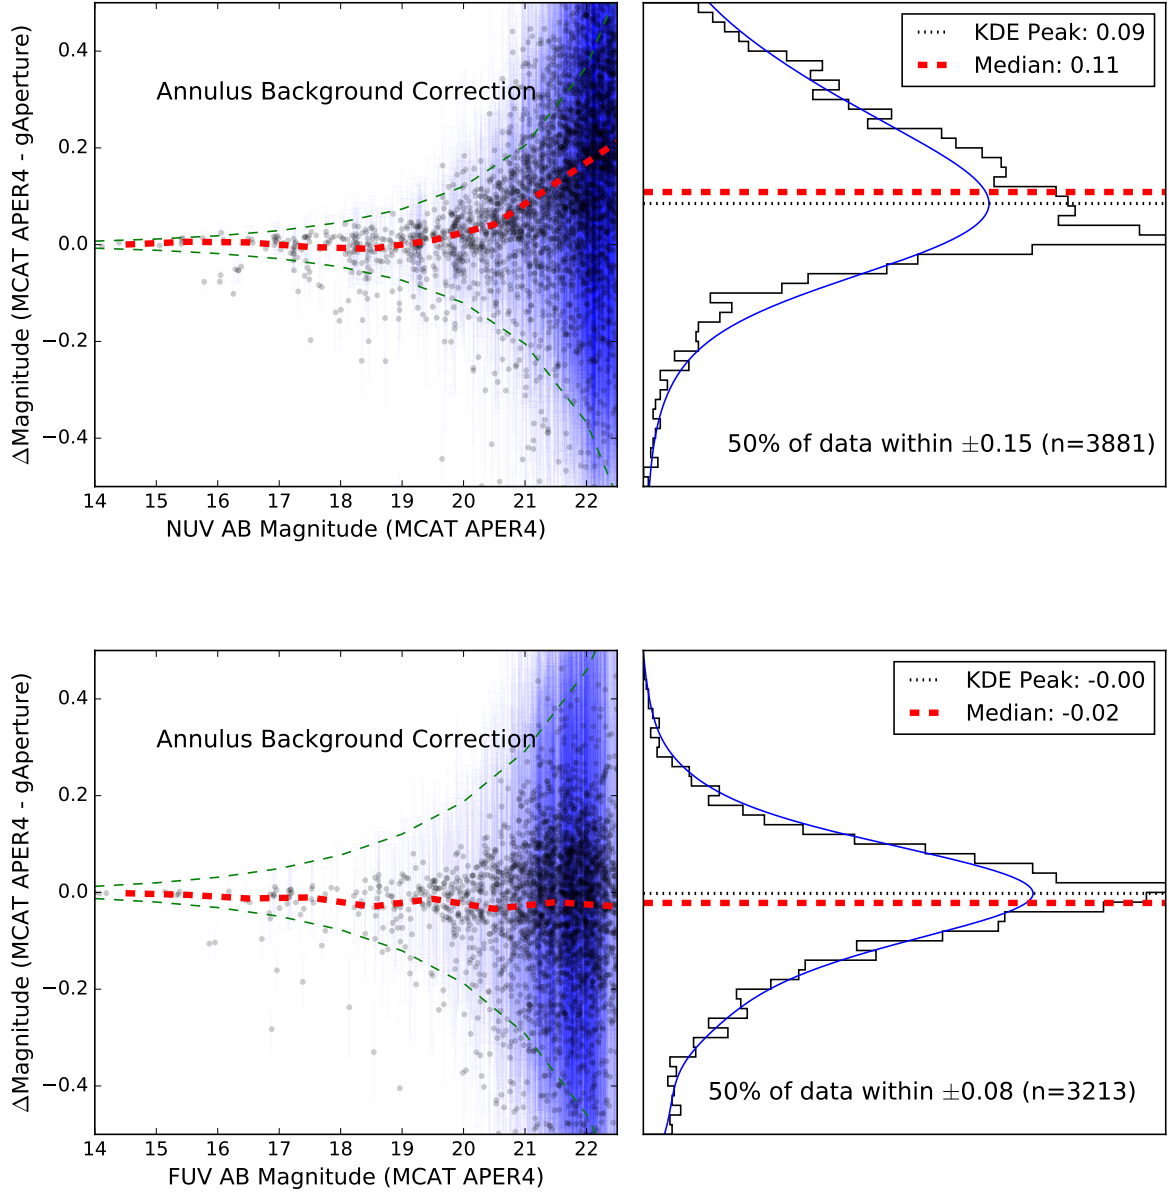 0.4
0.2
0.0
−0.2
−0.4
ΔMagnitude (MCAT APER4 - gAperture)
Annulus Background Correction
14 15 16 17 18 19 20 21 22
NUV AB Magnitude (MCAT APER4)
KDE Peak: 0.09
Median: 0.11
50% of data within ±0.15 (n=3881)
0.4
0.2
0.0
−0.2
−0.4
ΔMagnitude (MCAT APER4 - gAperture)
Annulus Background Correction
14 15 16 17 18 19 20 21 22
FUV AB Magnitude (MCAT APER4)
KDE Peak: -0.00
Median: -0.02
50% of data within ±0.08 (n=3213)